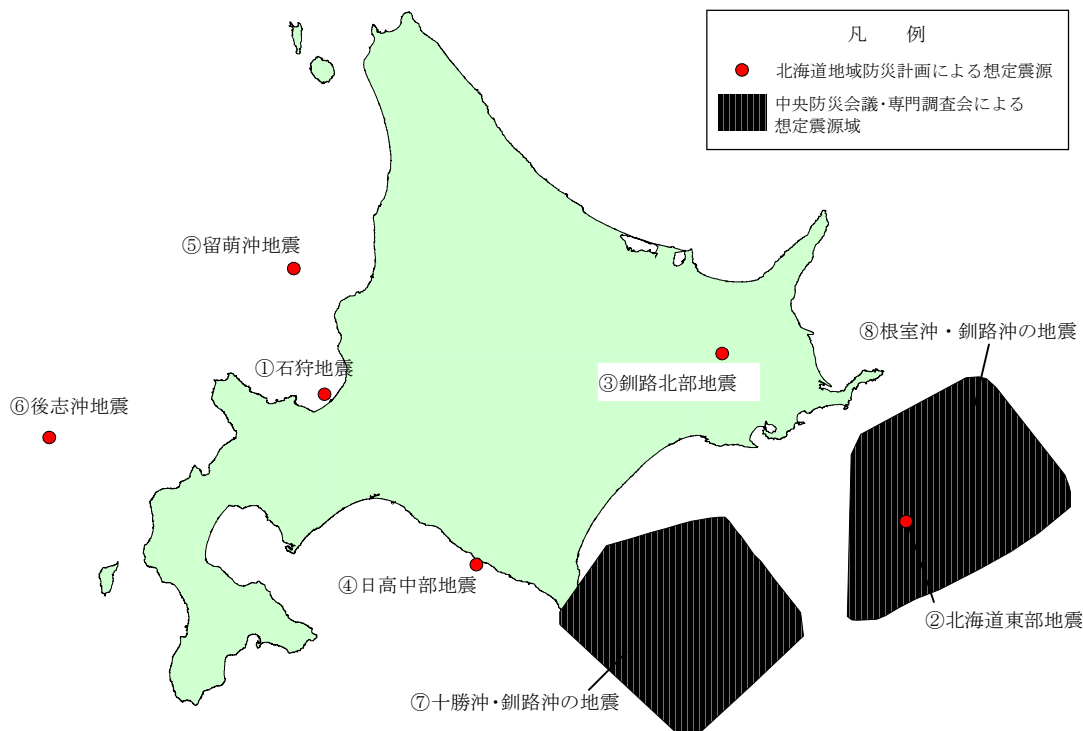 凡　例
北海道地域防災計画による想定震源
中央防災会議・専門調査会による
想定震源域
⑤留萌沖地震
⑧根室沖・釧路沖の地震
①石狩地震
③釧路北部地震
⑥後志沖地震
④日高中部地震
②北海道東部地震
⑦十勝沖・釧路沖の地震